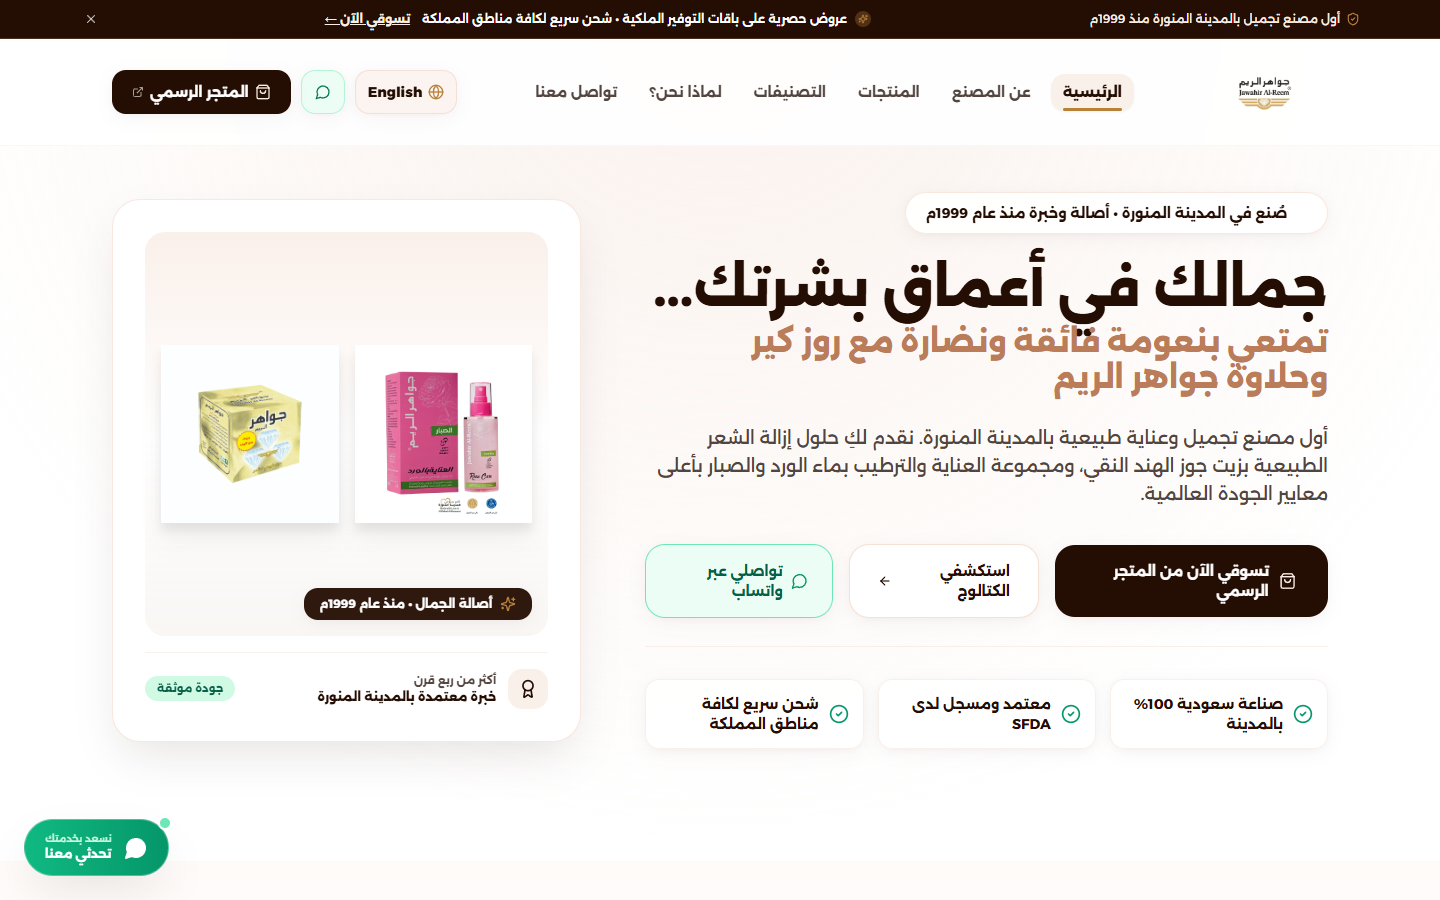 أول مصنع تجميل بالمدينة المنورة منذ 1999م
عروض حصرية على باقات التوفير الملكية • شحن سريع لكافة مناطق المملكة
تسوقي الآن ←
جواهر الريم
Jawahir Al-Reem
الرئيسية
عن المصنع
المنتجات
التصنيفات
لماذا نحن؟
تواصل معنا
English
المتجر الرسمي
صُنع في المدينة المنورة • أصالة وخبرة منذ عام 1999م
جمالك في أعماق بشرتك...
تمتعي بنعومة فائقة ونضارة مع روز كير
وحلاوة جواهر الريم
أول مصنع تجميل وعناية طبيعية بالمدينة المنورة. نقدم لكِ حلول إزالة الشعر
الطبيعية بزيت جوز الهند النقي، ومجموعة العناية والترطيب بماء الورد والصبار بأعلى
معايير الجودة العالمية.
تسوقي الآن من المتجر
الرسمي
استكشفي
الكتالوج
تواصلي عبر
واتساب
صناعة سعودية 100%
بالمدينة
معتمد ومسجل لدى
SFDA
شحن سريع لكافة
مناطق المملكة
جواهر الريم
الصبار
العناية بالورد
Rose Care
جواهر
أصالة الجمال • منذ عام 1999م
أكثر من ربع قرن
خبرة معتمدة بالمدينة المنورة
جودة موثقة
نسعد بخدمتك
تحدثي معنا